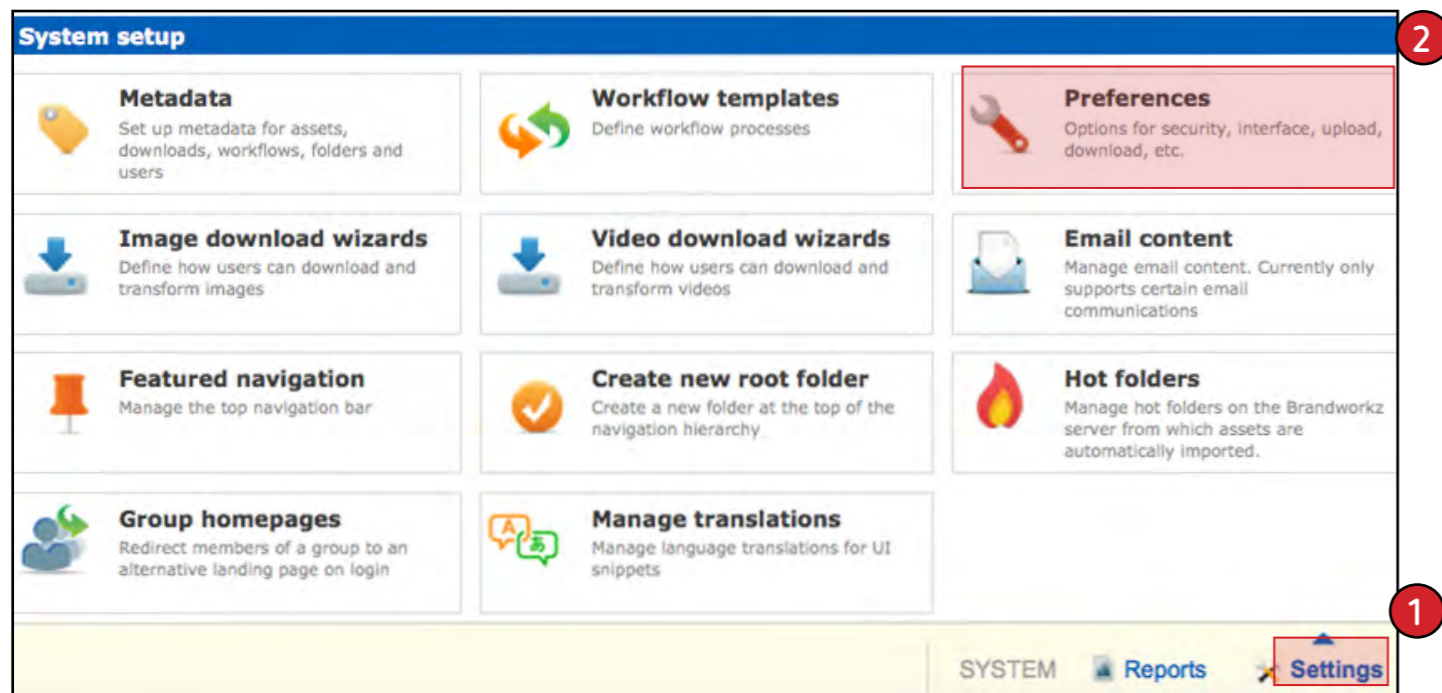 System setup
2
Metadata
Set up metadata for assets,
downloads, workflows, folders and
users
Workflow templates
Define workflow processes
Preferences
Options for security, interface, upload,
download, etc.
Image download wizards
Define how users can download and
transform images
Video download wizards
Define how users can download and
transform videos
Email content
Manage email content. Currently only
supports certain email
communications
Featured navigation
Manage the top navigation bar
Create new root folder
Create a new folder at the top of the
navigation hierarchy
Hot folders
Manage hot folders on the Brandworkz
server from which assets are
automatically imported.
Group homepages
Redirect members of a group to an
alternative landing page on login
A
あ
Manage translations
Manage language translations for UI
snippets
1
SYSTEM Reports Settings